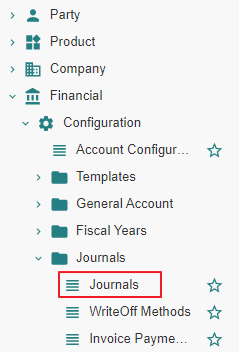 Party
Product
Company
Financial
Configuration
Account Configur...
Templates
General Account
Fiscal Years
Journals
Journals
WriteOff Methods
Invoice Payme...